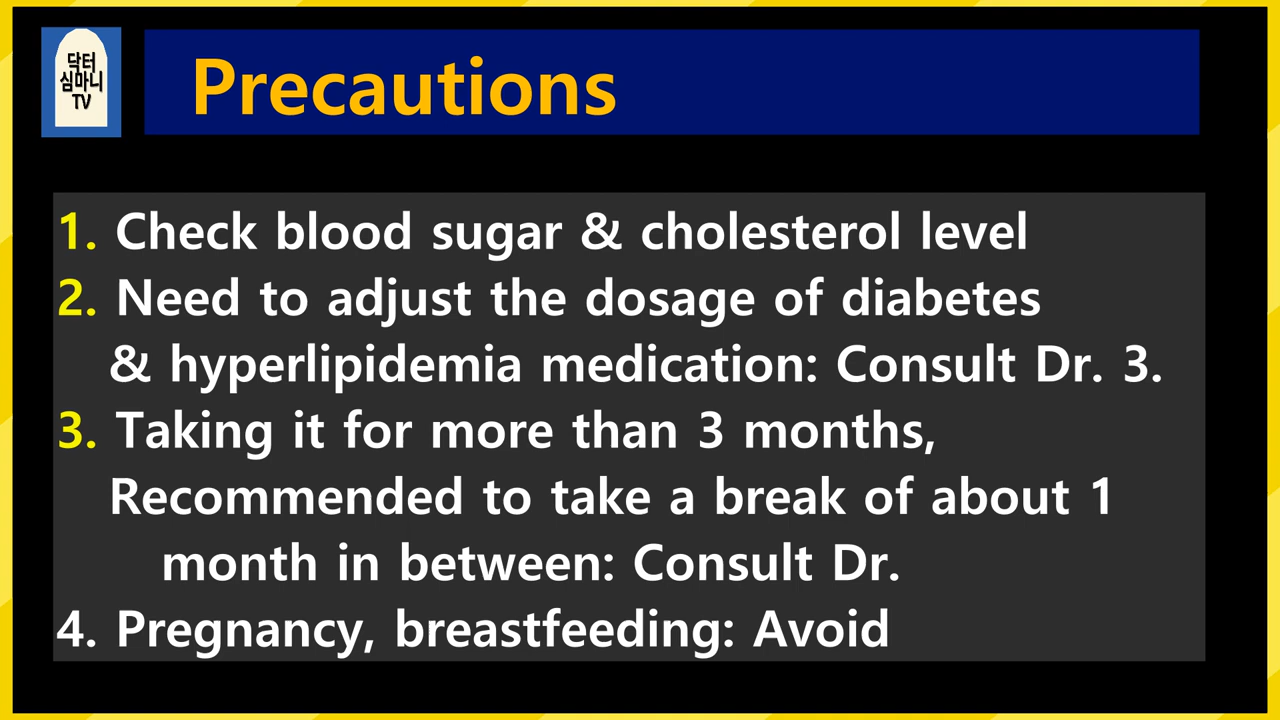 닥터
심마니
TV
Precautions
1. Check blood sugar & cholesterol level
2. Need to adjust the dosage of diabetes
& hyperlipidemia medication: Consult Dr. 3.
3. Taking it for more than 3 months,
Recommended to take a break of about 1
month in between: Consult Dr.
4. Pregnancy, breastfeeding: Avoid